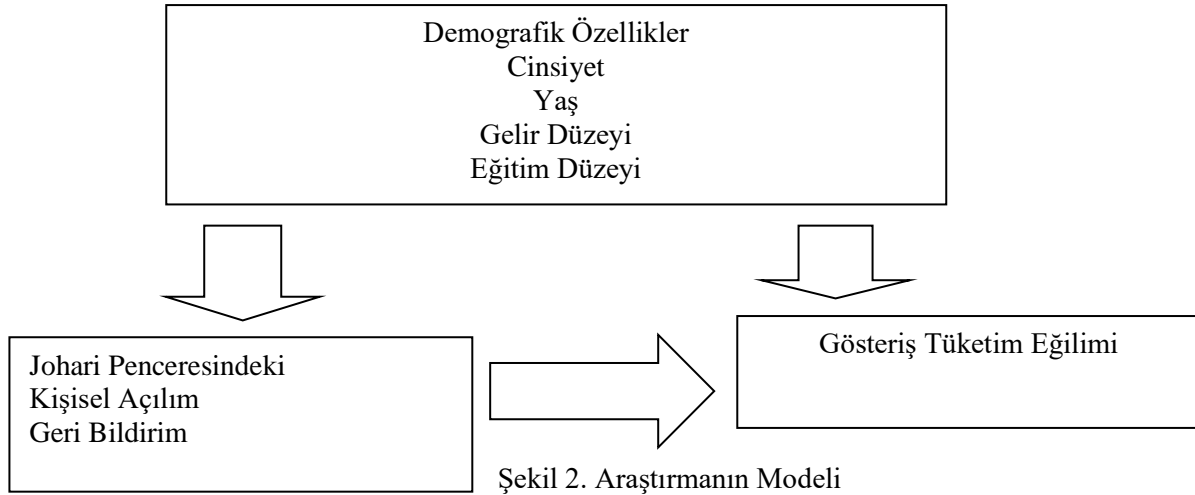 Demografik Özellikler
Cinsiyet
Yaş
Gelir Düzeyi
Eğitim Düzeyi
Johari Penceresindeki
Kişisel Açılım
Geri Bildirim
Gösteriş Tüketim Eğilimi
Şekil 2. Araştırmanın Modeli